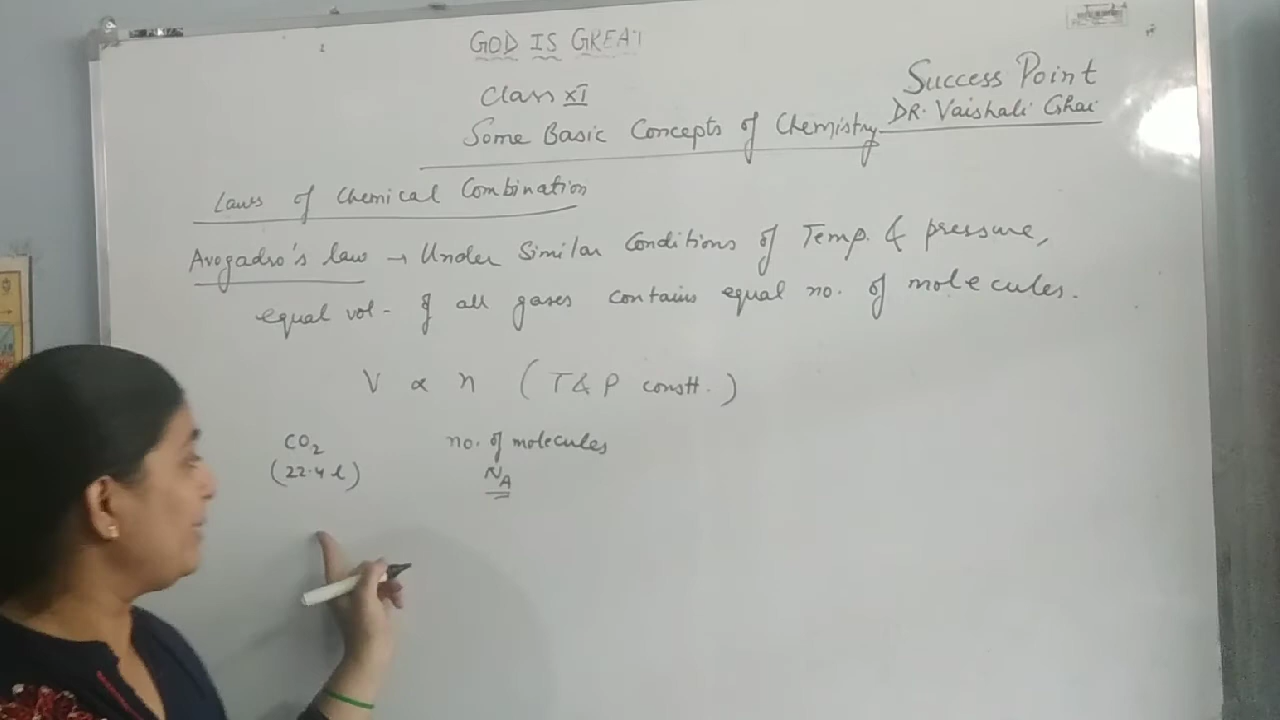 GOD IS GREAT
Class XI
Success Point
Some Basic Concepts of Chemistry
DR. Vaishali Ghai
Laws of Chemical Combination
Avogadro's law → Under Similar Conditions of Temp. & pressure,
equal vol- of all gases contains equal no. of molecules.
V ∝ n ( T & P constt. )
CO₂ no. of molecules
(22.4 l) N_A